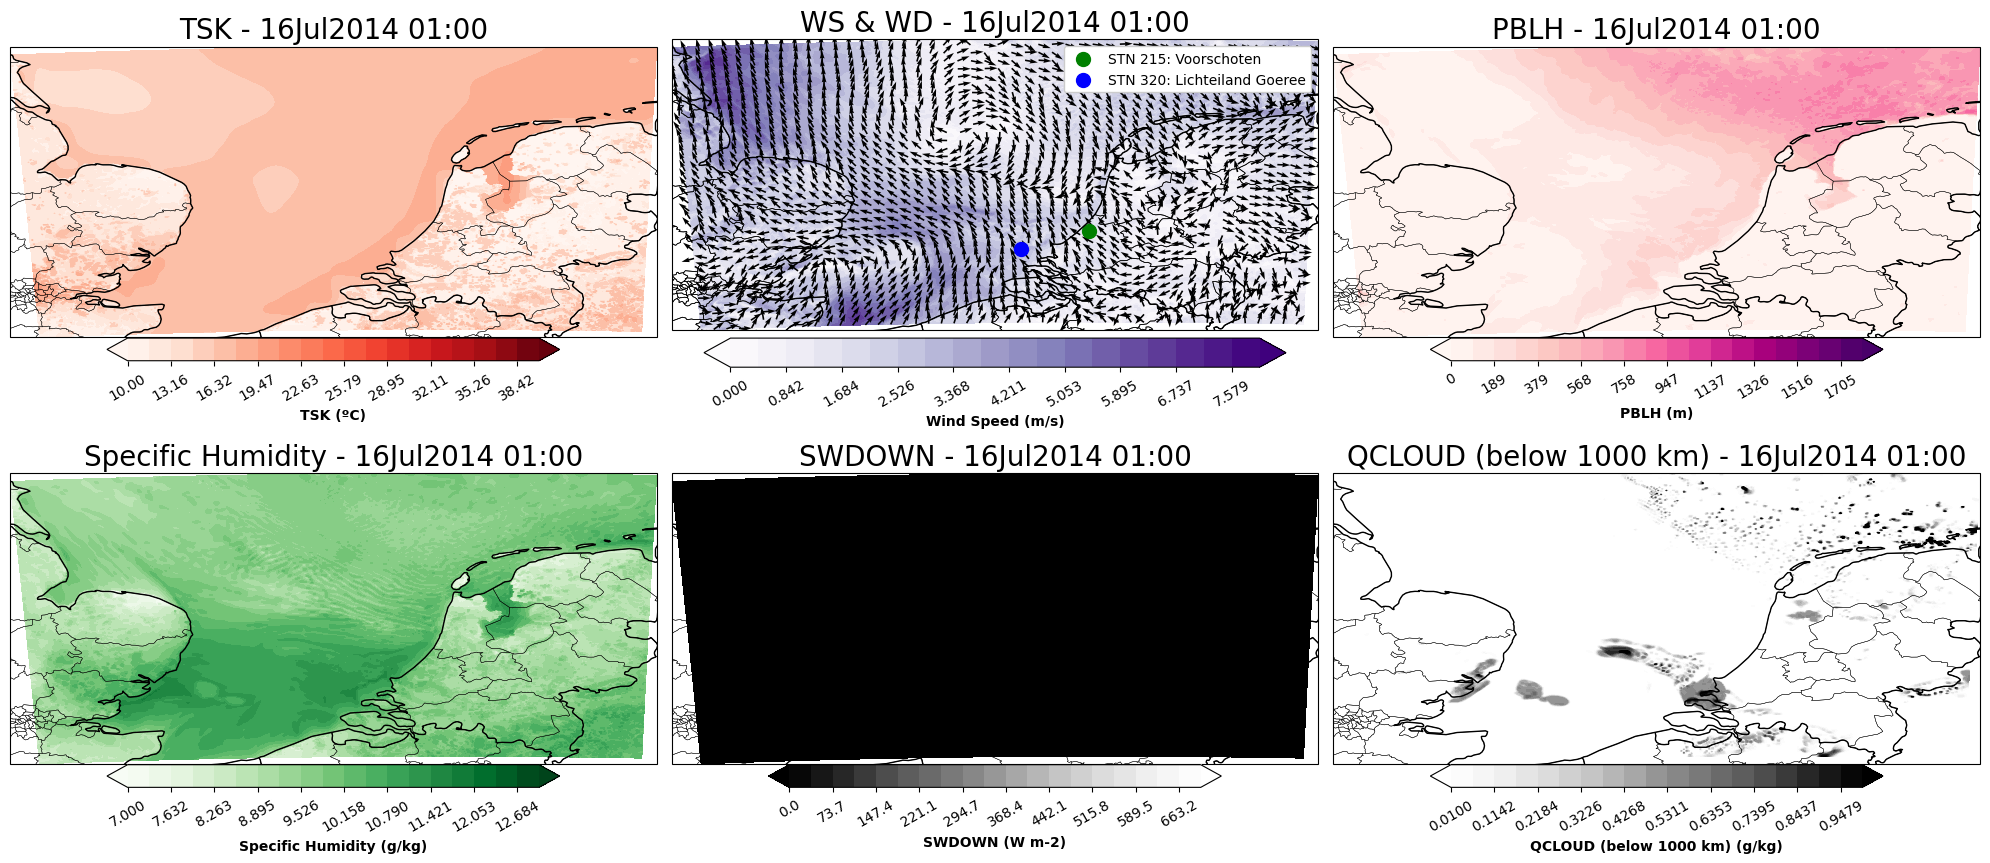 TSK - 16Jul2014 01:00
10.00 13.16 16.32 19.47 22.63 25.79 28.95 32.11 35.26 38.42
TSK (ºC)
WS & WD - 16Jul2014 01:00
STN 215: Voorschoten
STN 320: Lichteiland Goeree
0.000 0.842 1.684 2.526 3.368 4.211 5.053 5.895 6.737 7.579
Wind Speed (m/s)
PBLH - 16Jul2014 01:00
0 189 379 568 758 947 1137 1326 1516 1705
PBLH (m)
Specific Humidity - 16Jul2014 01:00
7.000 7.632 8.263 8.895 9.526 10.158 10.790 11.421 12.053 12.684
Specific Humidity (g/kg)
SWDOWN - 16Jul2014 01:00
0.0 73.7 147.4 221.1 294.7 368.4 442.1 515.8 589.5 663.2
SWDOWN (W m-2)
QCLOUD (below 1000 km) - 16Jul2014 01:00
0.0100 0.1142 0.2184 0.3226 0.4268 0.5311 0.6353 0.7395 0.8437 0.9479
QCLOUD (below 1000 km) (g/kg)